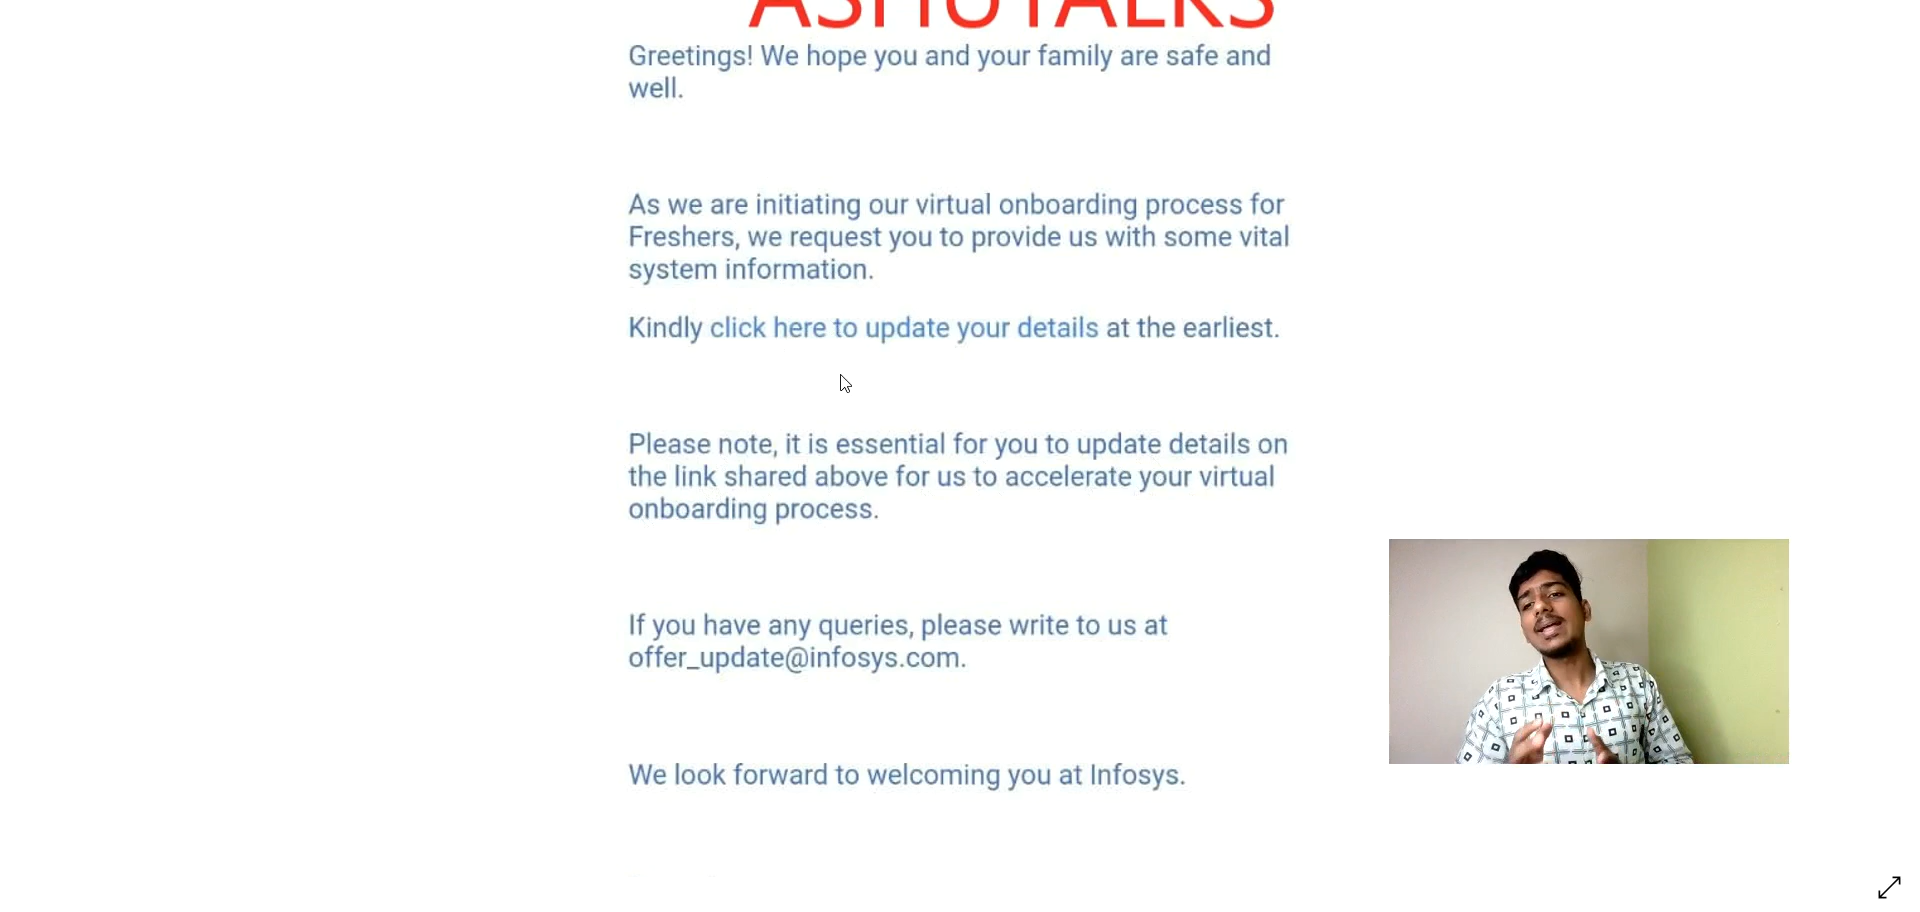 ASHUTALKS
Greetings! We hope you and your family are safe and
well.
As we are initiating our virtual onboarding process for
Freshers, we request you to provide us with some vital
system information.
Kindly click here to update your details at the earliest.
Please note, it is essential for you to update details on
the link shared above for us to accelerate your virtual
onboarding process.
If you have any queries, please write to us at
offer_update@infosys.com.
We look forward to welcoming you at Infosys.